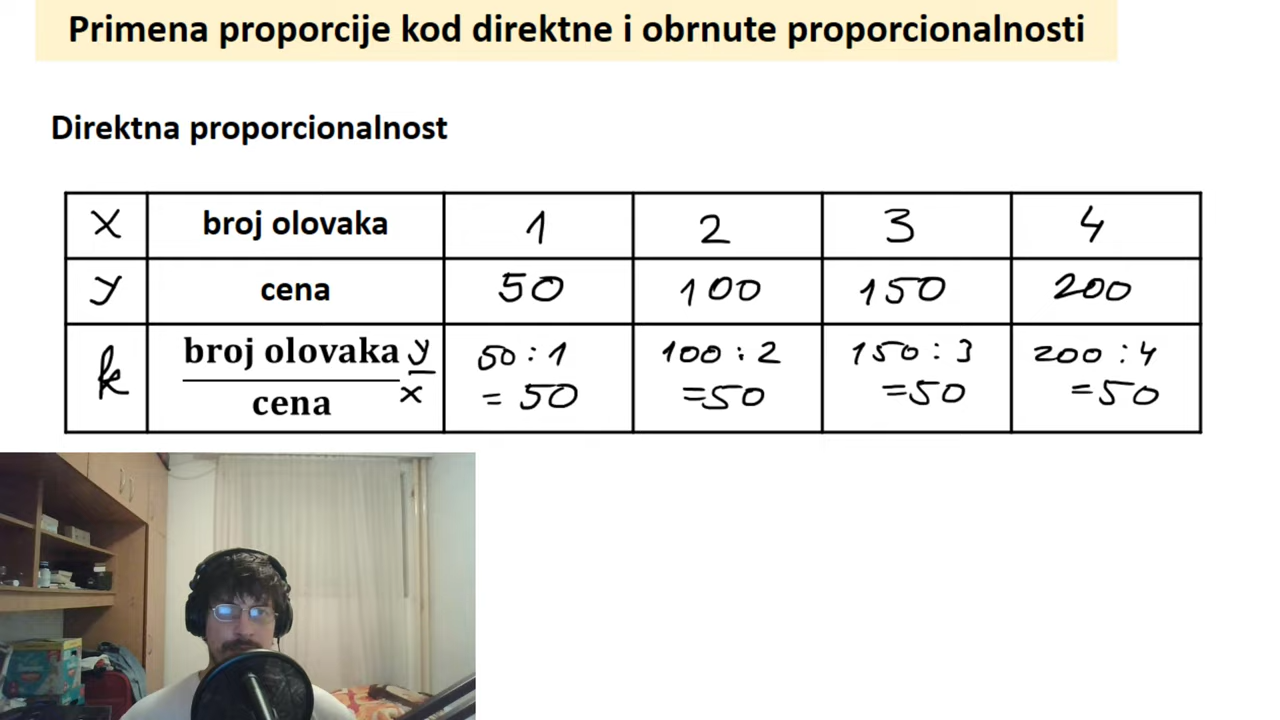 Primena proporcije kod direktne i obrnute proporcionalnosti
Direktna proporcionalnost
x broj olovaka 1 2 3 4
y cena 50 100 150 200
k broj olovaka y 50 : 1 100 : 2 150 : 3 200 : 4
cena x = 50 =50 =50 =50